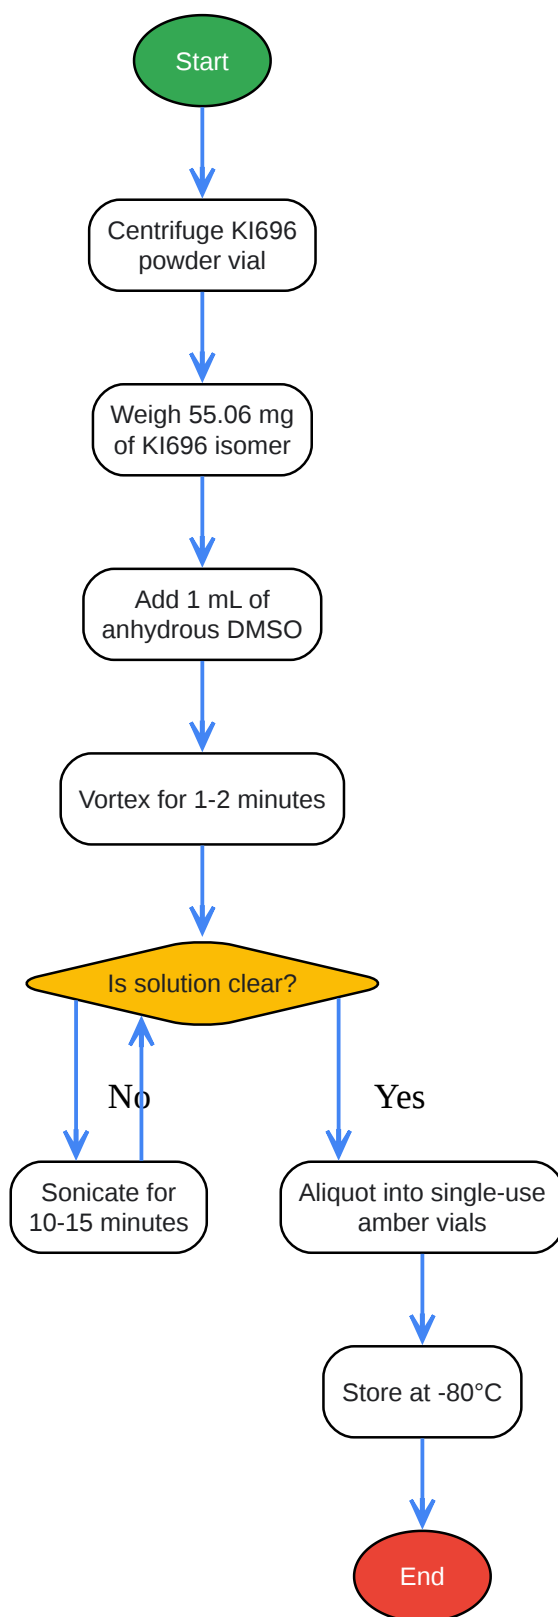 Start
Centrifuge KI696
powder vial
Weigh 55.06 mg
of KI696 isomer
Add 1 mL of
anhydrous DMSO
Vortex for 1-2 minutes
Is solution clear?
No
Yes
Sonicate for
10-15 minutes
Aliquot into single-use
amber vials
Store at -80°C
End